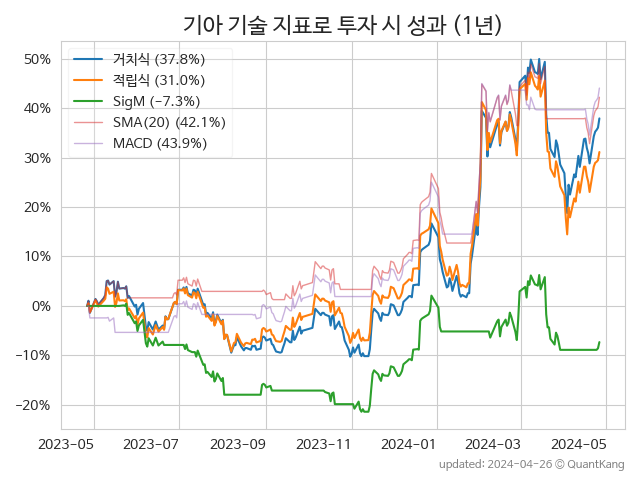 기아 기술 지표로 투자 시 성과 (1년)
거치식 (37.8%)
적립식 (31.0%)
SigM (−7.3%)
SMA(20) (42.1%)
MACD (43.9%)
50%
40%
30%
20%
10%
0%
−10%
−20%
2023-05 2023-07 2023-09 2023-11 2024-01 2024-03 2024-05
updated: 2024-04-26 ⓒ QuantKang